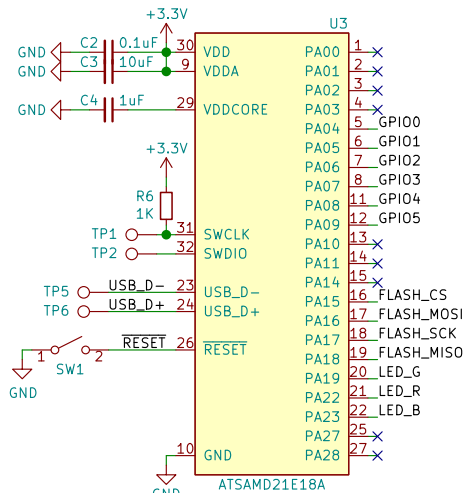 +3.3V
U3
GND C2 0.1uF 30 VDD PA00 1
GND C3 10uF 9 VDDA PA01 2
PA02 3
GND C4 1uF 29 VDDCORE PA03 4
PA04 5 GPIO0
PA05 6 GPIO1
+3.3V
PA06 7 GPIO2
PA07 8 GPIO3
R6
1K
PA08 11 GPIO4
PA09 12 GPIO5
TP1 31 SWCLK PA10 13
TP2 32 SWDIO PA11 14
PA14 15
TP5 USB_D- 23 USB_D- PA15 16 FLASH_CS
TP6 USB_D+ 24 USB_D+ PA16 17 FLASH_MOSI
PA17 18 FLASH_SCK
1 SW1 2 RESET 26 RESET PA18 19 FLASH_MISO
GND
PA19 20 LED_G
PA22 21 LED_R
PA23 22 LED_B
PA27 25
10 GND PA28 27
GND
ATSAMD21E18A